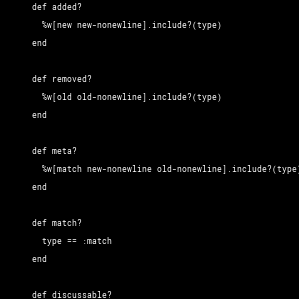 def added?
%w[new new-nonewline].include?(type)
end
def removed?
%w[old old-nonewline].include?(type)
end
def meta?
%w[match new-nonewline old-nonewline].include?(type
end
def match?
type == :match
end
def discussable?